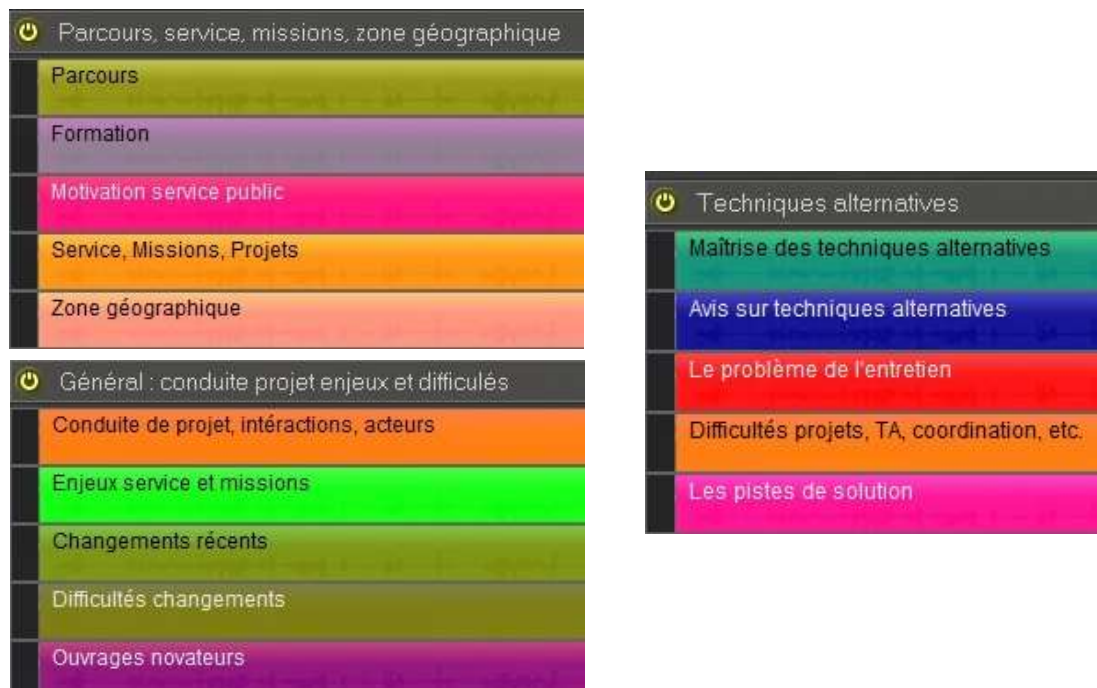 Parcours, service, missions, zone géographique
Parcours
Formation
Motivation service public
Service, Missions, Projets
Zone géographique
Général : conduite projet enjeux et difficulés
Conduite de projet, intéractions, acteurs
Enjeux service et missions
Changements récents
Difficultés changements
Ouvrages novateurs
Techniques alternatives
Maîtrise des techniques alternatives
Avis sur techniques alternatives
Le problème de l'entretien
Difficultés projets, TA, coordination, etc.
Les pistes de solution